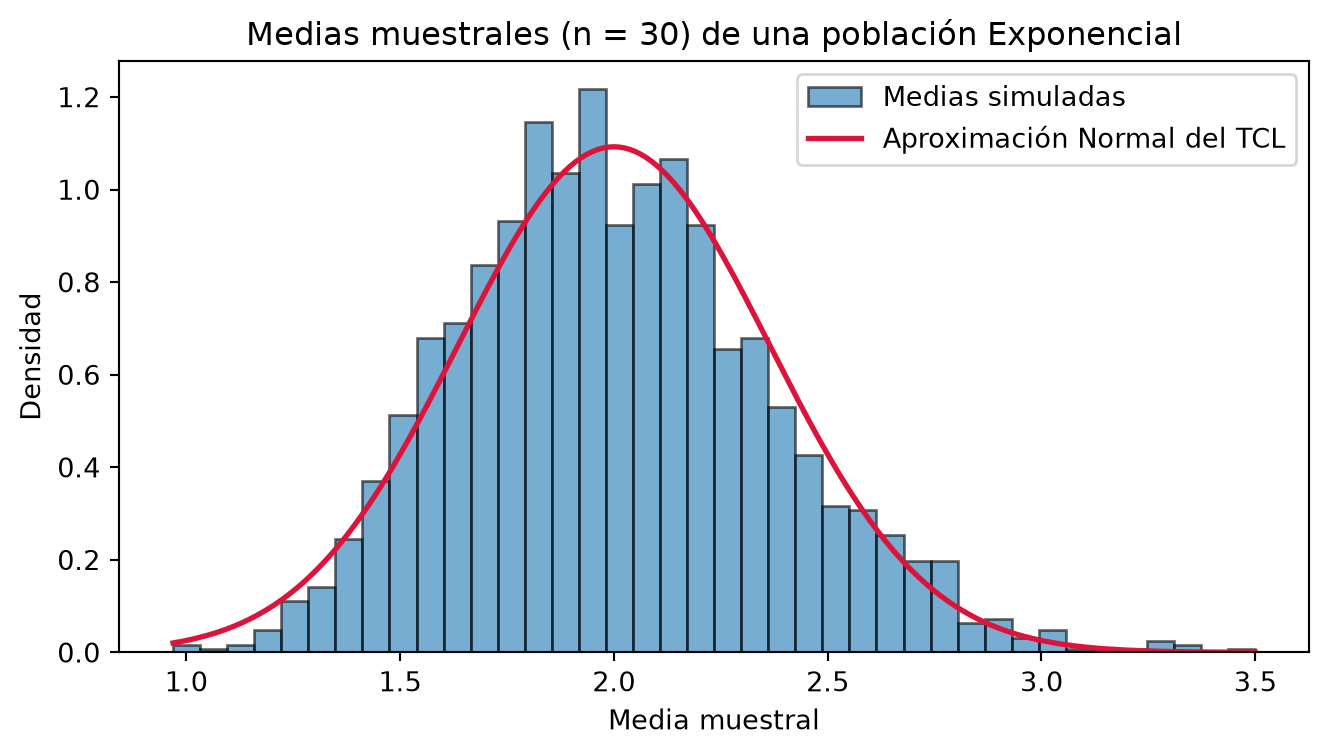 Medias muestrales (n = 30) de una población Exponencial
Medias simuladas
Aproximación Normal del TCL
Densidad
1.2
1.0
0.8
0.6
0.4
0.2
0.0
1.0 1.5 2.0 2.5 3.0 3.5
Media muestral